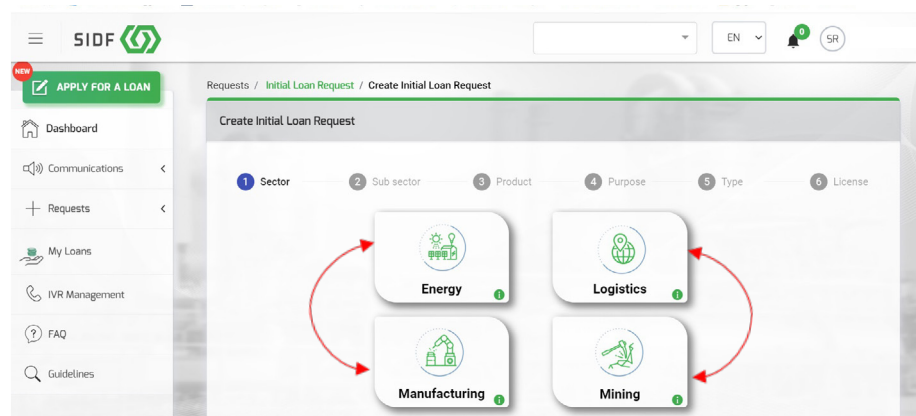 SIDF
EN
0
SR
NEW
APPLY FOR A LOAN
Dashboard
Communications
Requests
My Loans
IVR Management
FAQ
Guidelines
Requests / Initial Loan Request / Create Initial Loan Request
Create Initial Loan Request
1 Sector 2 Sub sector 3 Product 4 Purpose 5 Type 6 License
Energy
Logistics
Manufacturing
Mining